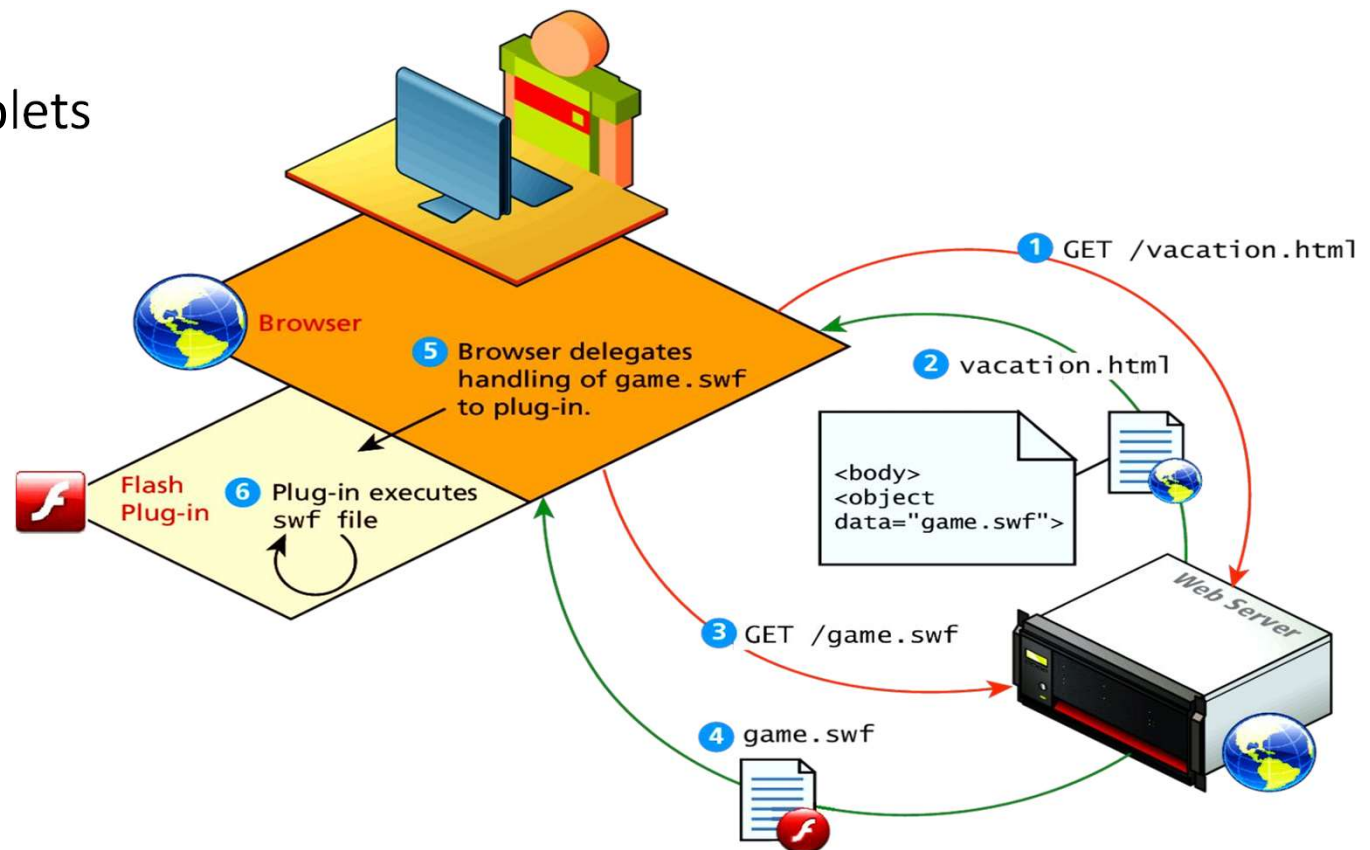 plets
1 GET /vacation.html
Browser
5 Browser delegates
handling of game.swf
to plug-in.
2 vacation.html
<body>
<object
data="game.swf">
Flash
Plug-in
6 Plug-in executes
swf file
Web Server
3 GET /game.swf
4 game.swf